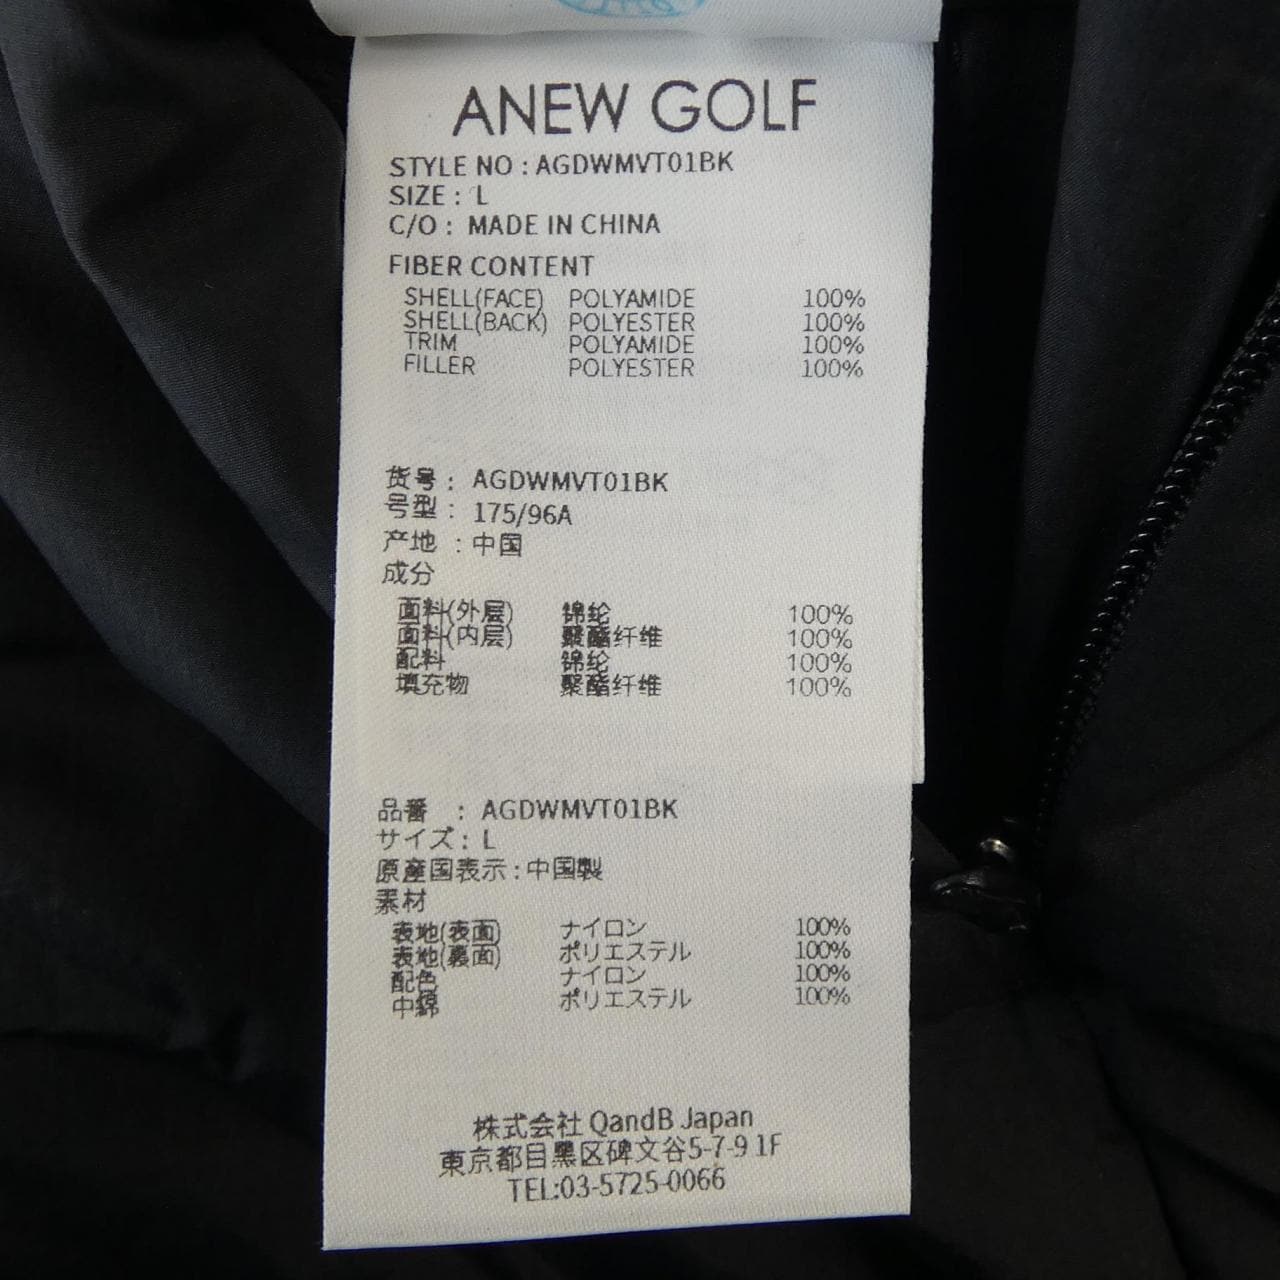 ANEW GOLF
STYLE NO : AGDWMVT01BK
SIZE : L
C/O : MADE IN CHINA
FIBER CONTENT
SHELL(FACE) POLYAMIDE 100%
SHELL(BACK) POLYESTER 100%
TRIM POLYAMIDE 100%
FILLER POLYESTER 100%
货号 : AGDWMVT01BK
号型 : 175/96A
产地 : 中国
成分
面料(外层) 锦纶 100%
面料(内层) 聚酯纤维 100%
配料 锦纶 100%
填充物 聚酯纤维 100%
品番 : AGDWMVT01BK
サイズ : L
原産国表示 : 中国製
素材
表地(表面) ナイロン 100%
表地(裏面) ポリエステル 100%
配色 ナイロン 100%
中綿 ポリエステル 100%
株式会社 QandB Japan
東京都目黒区碑文谷5-7-9 1F
TEL:03-5725-0066